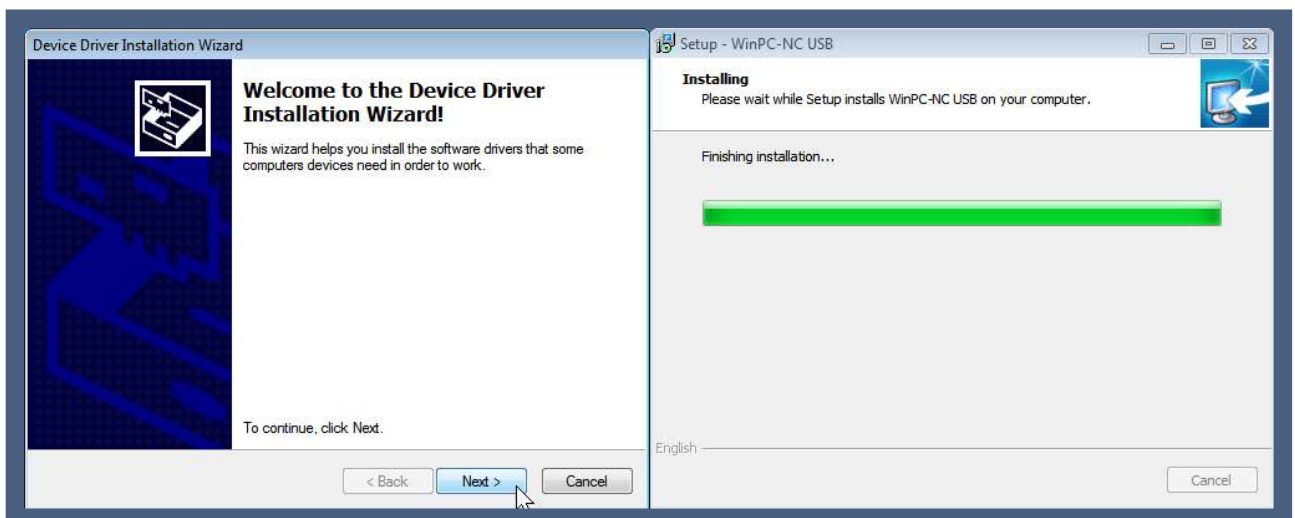 Device Driver Installation Wizard
Welcome to the Device Driver
Installation Wizard!
This wizard helps you install the software drivers that some
computers devices need in order to work.
To continue, click Next.
< Back
Next >
Cancel
Setup - WinPC-NC USB
Installing
Please wait while Setup installs WinPC-NC USB on your computer.
Finishing installation...
English
Cancel